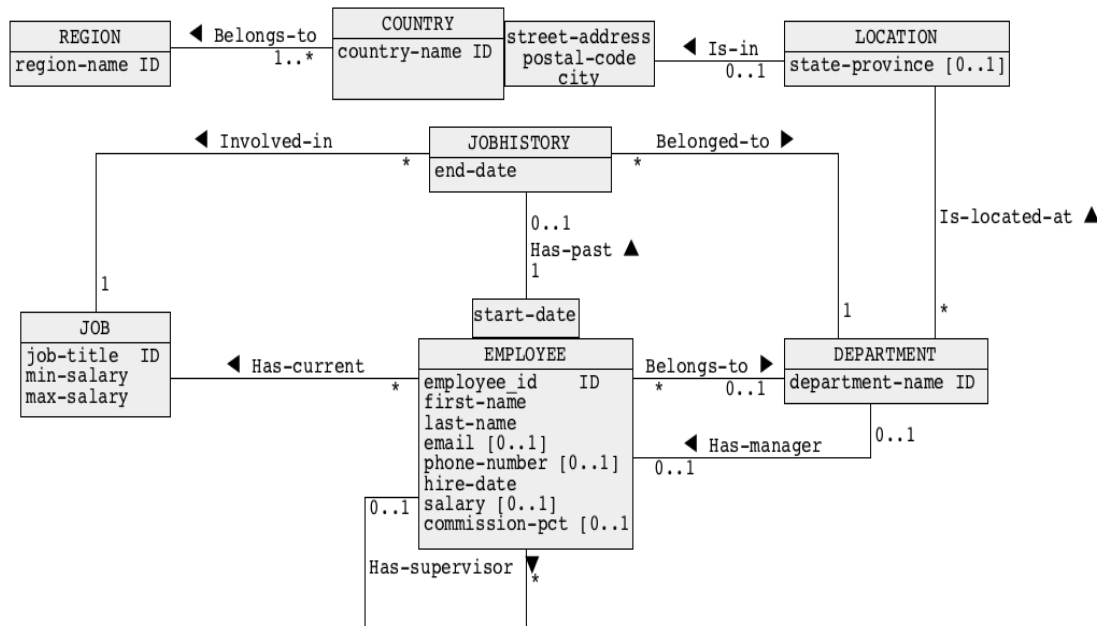 REGION
region-name ID
◀ Belongs-to
1..*
COUNTRY
country-name ID
street-address
postal-code
city
◀ Is-in
0..1
LOCATION
state-province [0..1]
◀ Involved-in
*
JOBHISTORY
end-date
Belonged-to ▶
*
0..1
Has-past ▲
1
Is-located-at ▲
1
1
*
start-date
JOB
job-title ID
min-salary
max-salary
◀ Has-current
*
EMPLOYEE
employee_id ID
first-name
last-name
email [0..1]
phone-number [0..1]
hire-date
salary [0..1]
commission-pct [0..1
Belongs-to ▶
*
0..1
DEPARTMENT
department-name ID
◀ Has-manager
0..1
0..1
0..1
Has-supervisor ▼
*